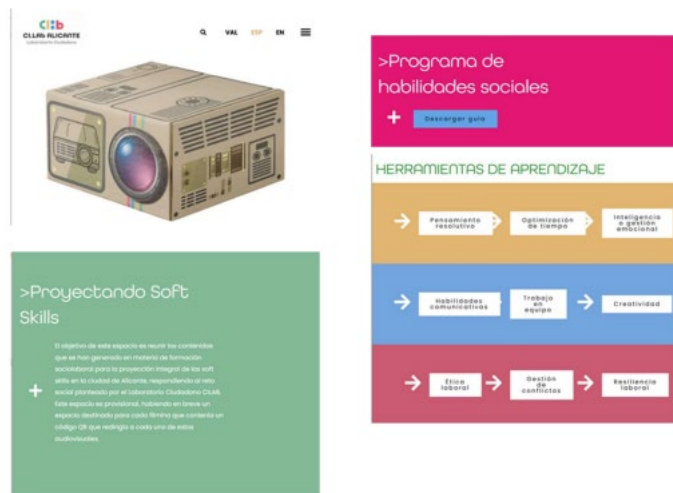 CLLAB ALICANTE
Laboratorio Ciudadano
VAL ESP EN
>Proyectando Soft
Skills
El objetivo de este espacio es reunir los contenidos
que se han generado en materia de formación
sociolaboral para la proyección integral de las soft
skills en la ciudad de Alicante, respondiendo al reto
social planteado por el Laboratorio Ciudadano CILAB.
Este espacio es provisional, habiendo en breve un
espacio destinado para cada filmina que contenta un
código QR que redirigía a cada uno de estos
audiovisuales.
>Programa de
habilidades sociales
Descargar guía
HERRAMIENTAS DE APRENDIZAJE
Pensamiento
resolutivo
Optimización
de tiempo
Inteligencia
o gestión
emocional
Habilidades
comunicativas
Trabajo
en
equipo
Creatividad
Ética
laboral
Gestión
de
conflictos
Resiliencia
laboral